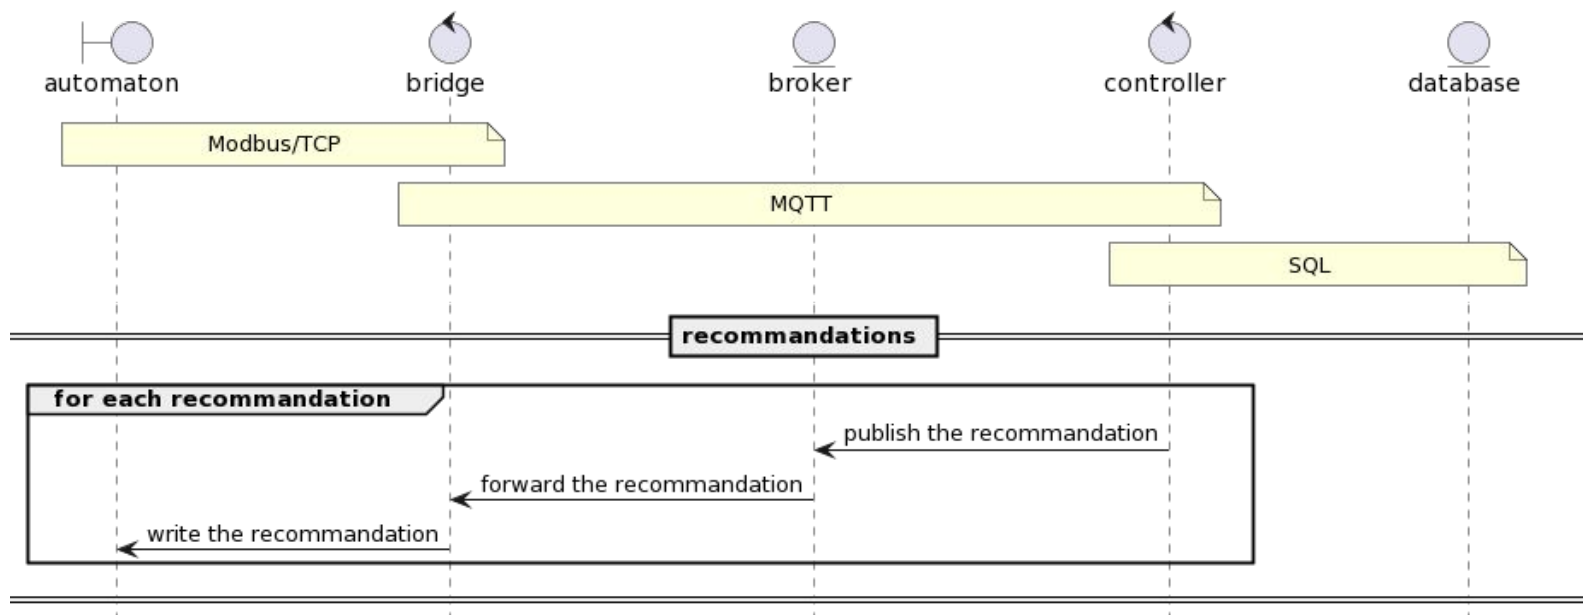 automaton
bridge
broker
controller
database
Modbus/TCP
MQTT
SQL
recommandations
for each recommandation
publish the recommandation
forward the recommandation
write the recommandation